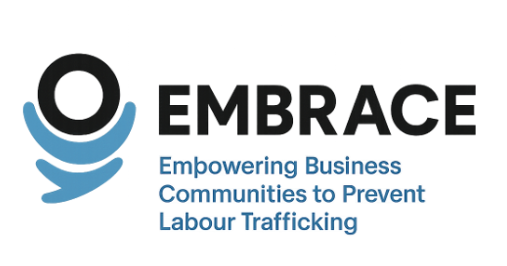 EMBRACE
Empowering Business
Communities to Prevent
Labour Trafficking